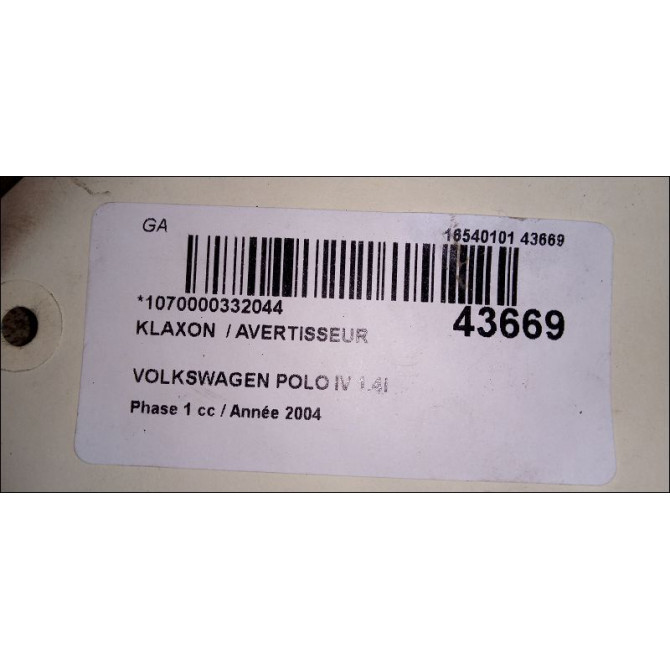 GA
16540101 43669
*1070000332044
43669
KLAXON / AVERTISSEUR
VOLKSWAGEN POLO IV 1.4i
Phase 1 cc / Année 2004